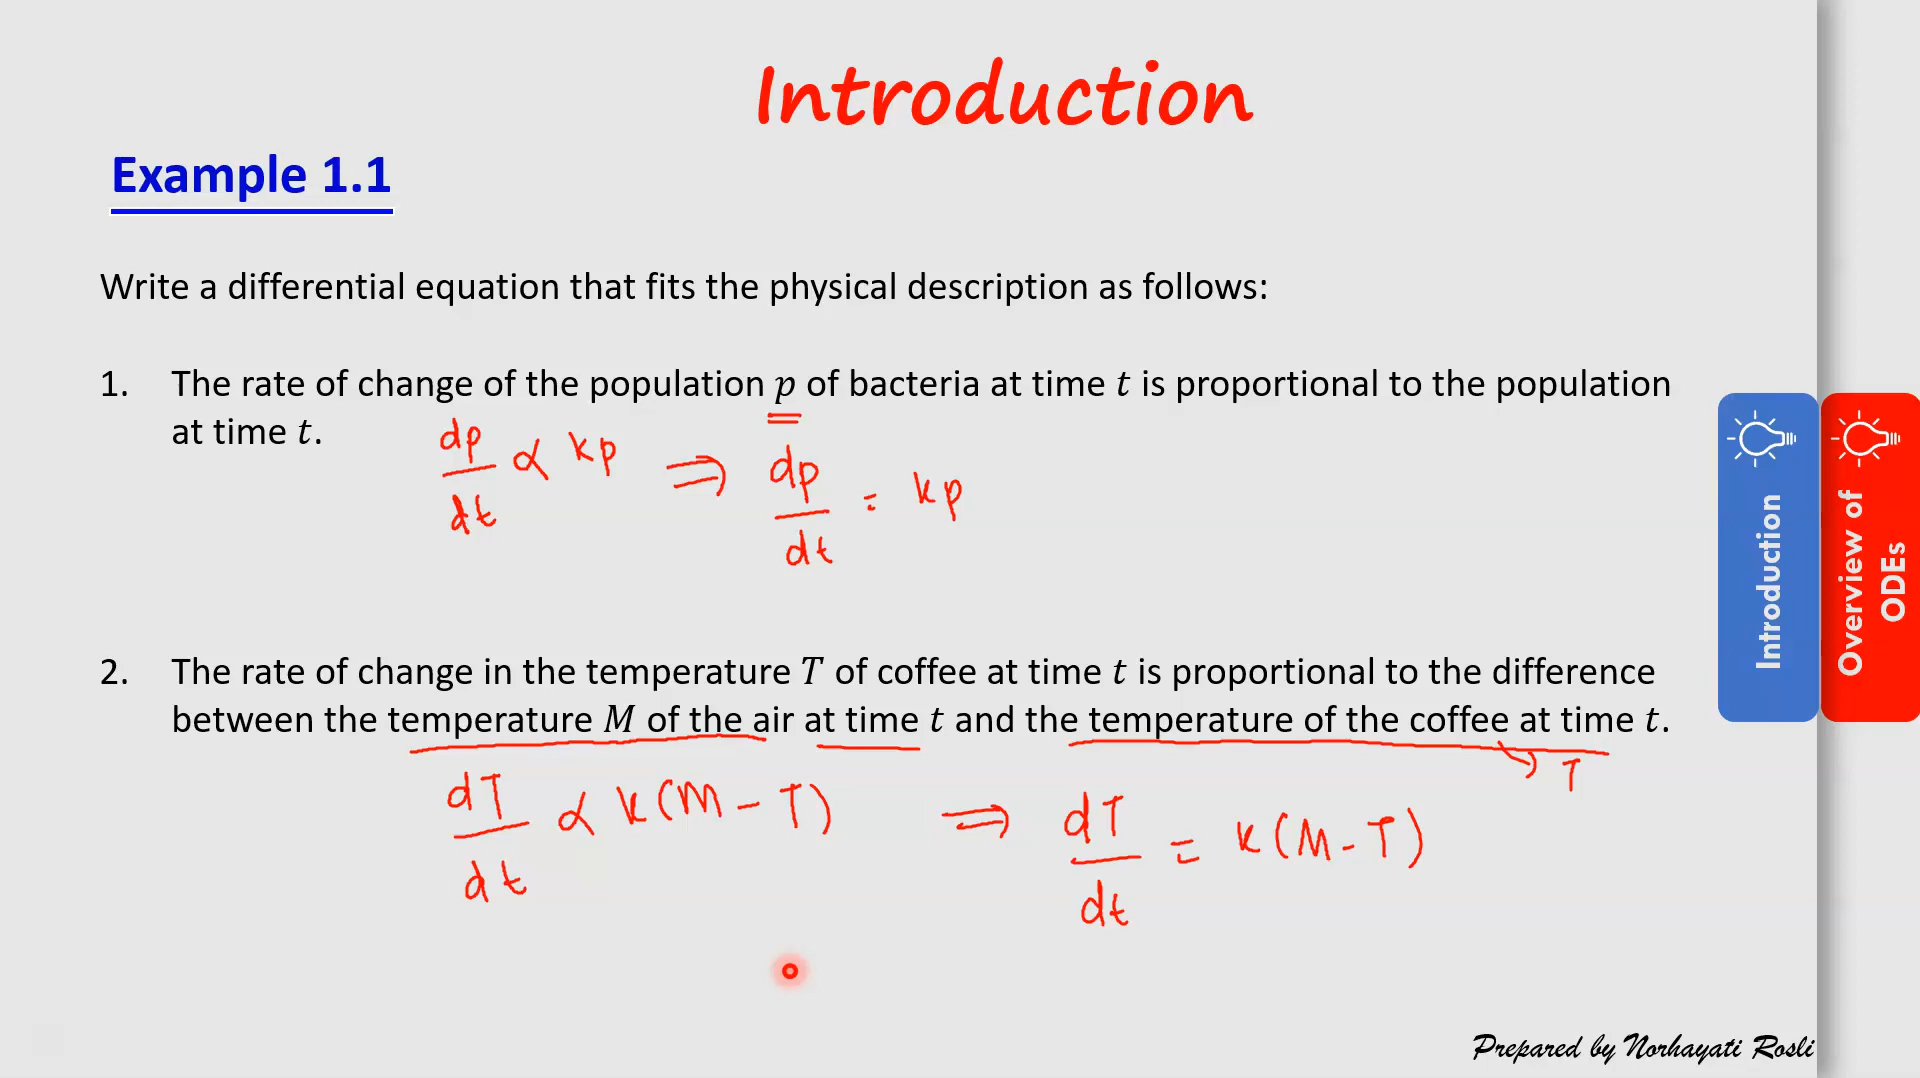 Introduction
Example 1.1
Write a differential equation that fits the physical description as follows:
1. The rate of change of the population p of bacteria at time t is proportional to the population
at time t.
dp/dt ∝ kp ⇒ dp/dt = kp
2. The rate of change in the temperature T of coffee at time t is proportional to the difference
between the temperature M of the air at time t and the temperature of the coffee at time t.
→ T
dT/dt ∝ k(M - T) ⇒ dT/dt = k(M - T)
Introduction
Overview of
ODEs
Prepared by Norhayati Rosli